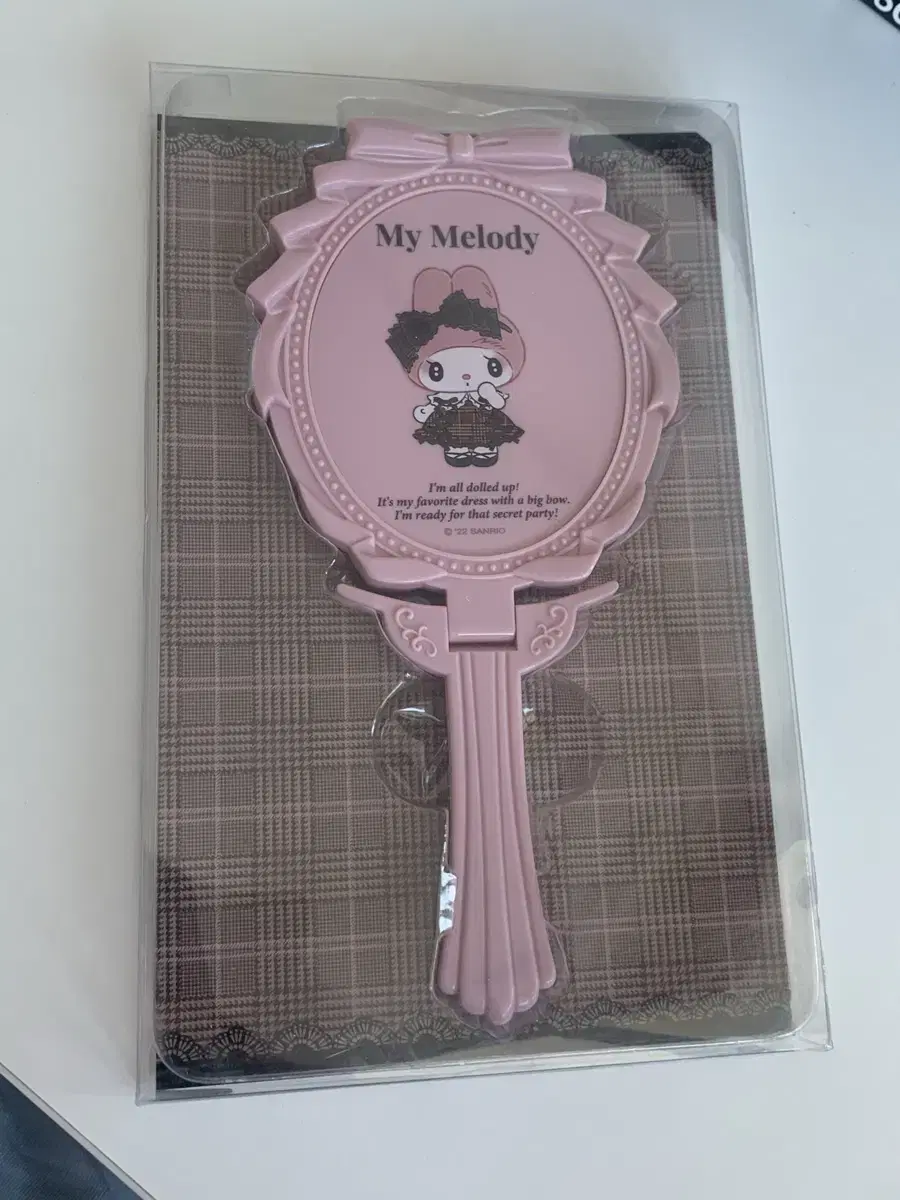 My Melody
I'm all dolled up!
It's my favorite dress with a big bow.
I'm ready for that secret party!
© '22 SANRIO